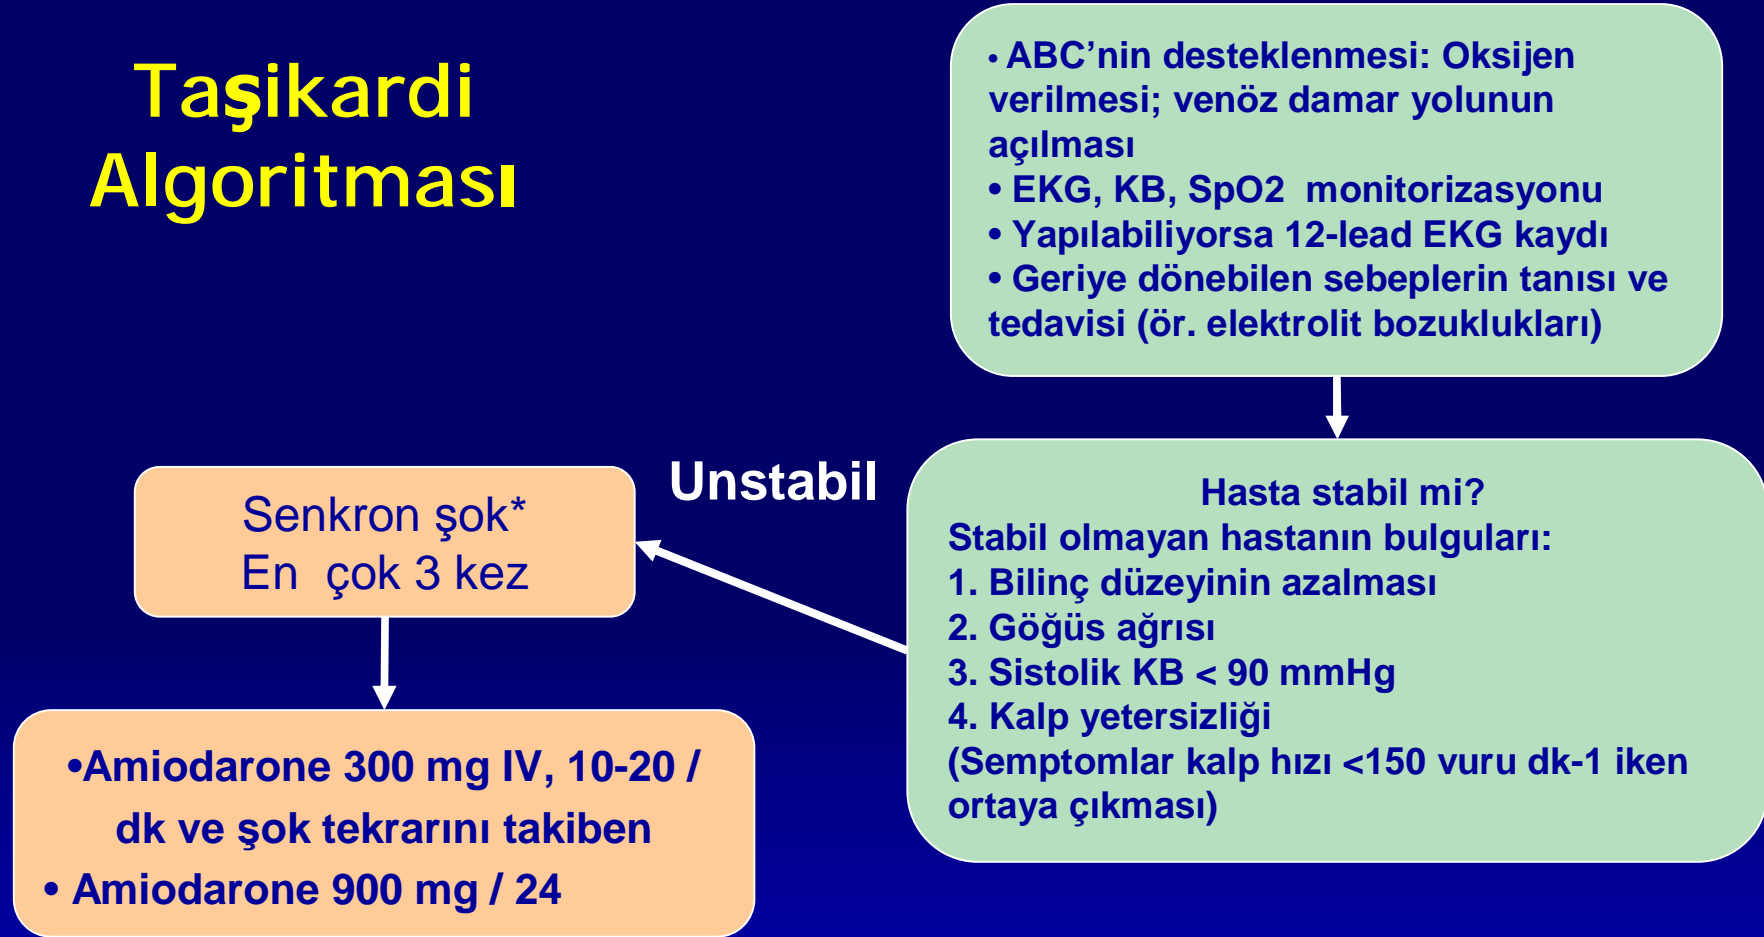 Taşikardi
Algoritması
• ABC’nin desteklenmesi: Oksijen
verilmesi; venöz damar yolunun
açılması
• EKG, KB, SpO2  monitorizasyonu
• Yapılabiliyorsa 12-lead EKG kaydı
• Geriye dönebilen sebeplerin tanısı ve
tedavisi (ör. elektrolit bozuklukları)
Hasta stabil mi?
Stabil olmayan hastanın bulguları:
1. Bilinç düzeyinin azalması
2. Göğüs ağrısı
3. Sistolik KB < 90 mmHg
4. Kalp yetersizliği
(Semptomlar kalp hızı <150 vuru dk-1 iken
ortaya çıkması)
Unstabil
Senkron şok*
En  çok 3 kez
•Amiodarone 300 mg IV, 10-20 /
dk ve şok tekrarını takiben
• Amiodarone 900 mg / 24